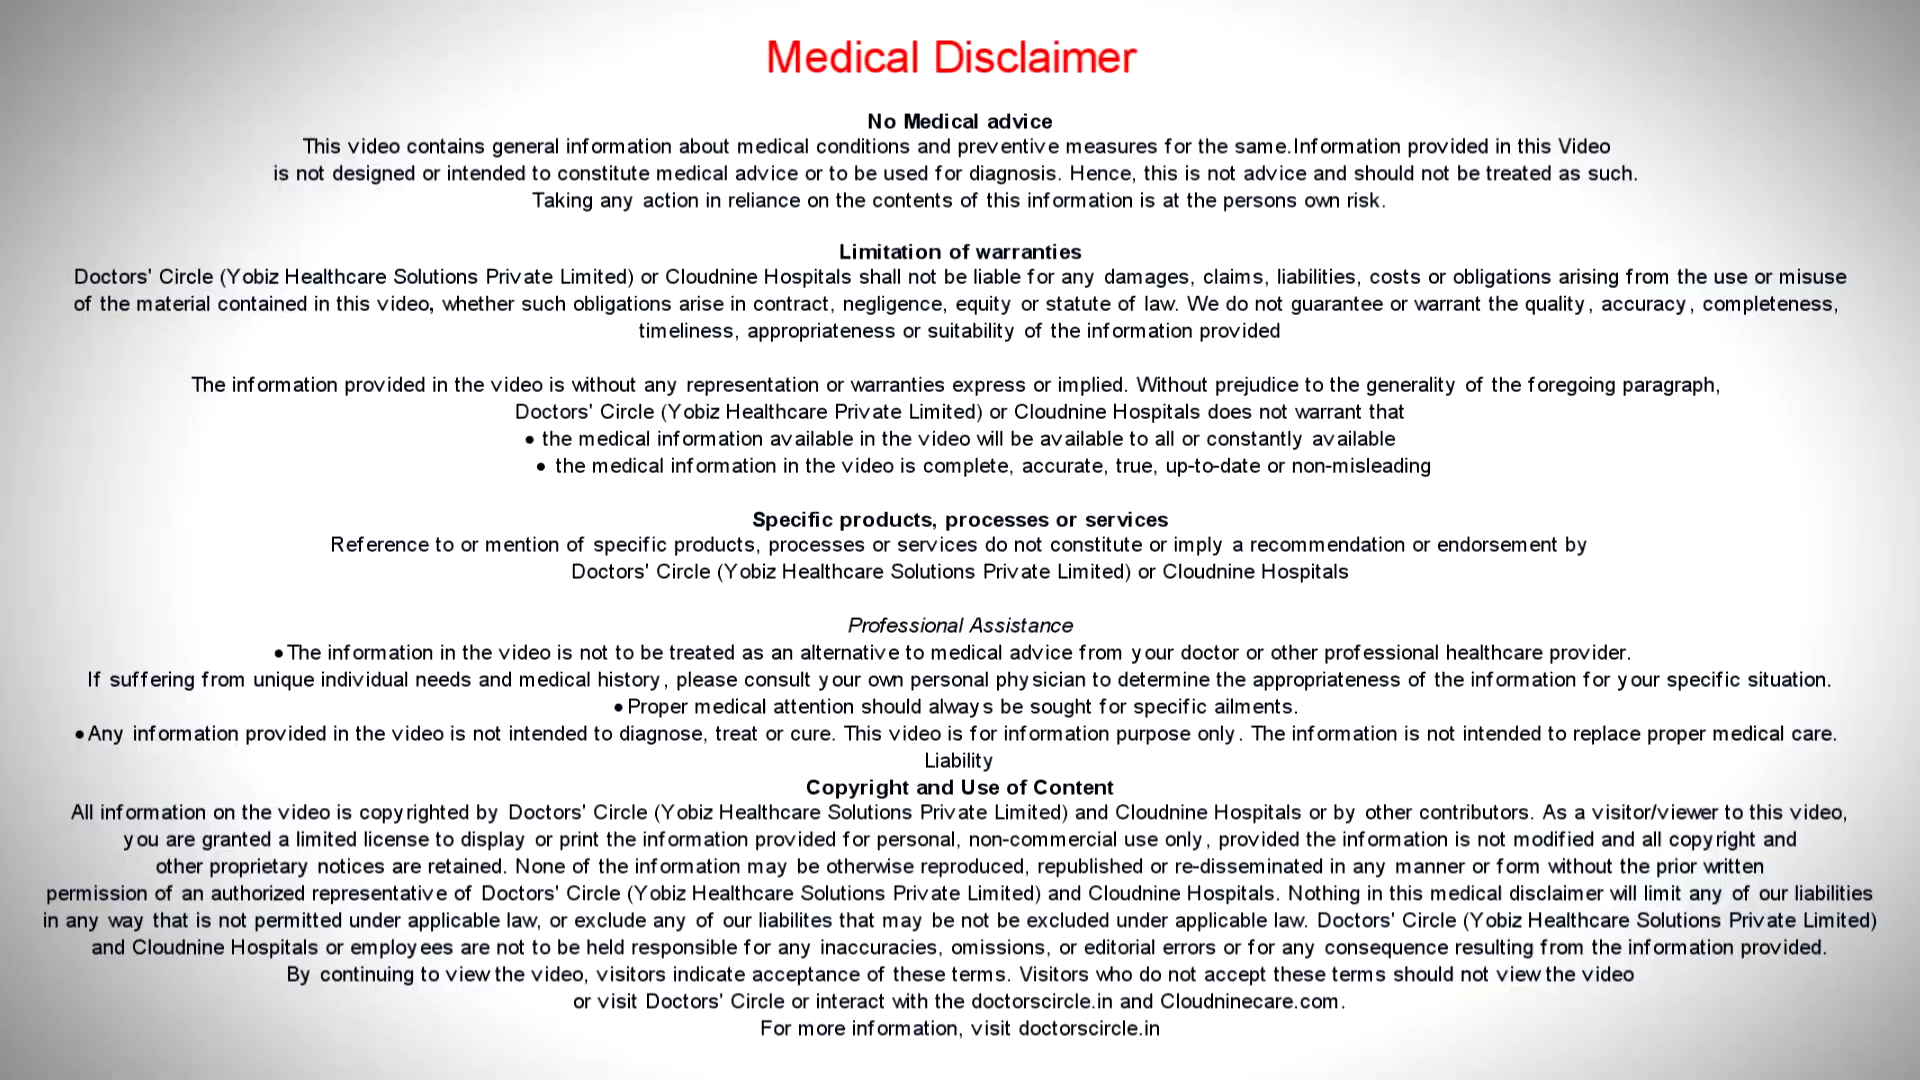 Medical Disclaimer
No Medical advice
This video contains general information about medical conditions and preventive measures for the same.Information provided in this Video
is not designed or intended to constitute medical advice or to be used for diagnosis. Hence, this is not advice and should not be treated as such.
Taking any action in reliance on the contents of this information is at the persons own risk.
Limitation of warranties
Doctors' Circle (Yobiz Healthcare Solutions Private Limited) or Cloudnine Hospitals shall not be liable for any damages, claims, liabilities, costs or obligations arising from the use or misuse
of the material contained in this video, whether such obligations arise in contract, negligence, equity or statute of law. We do not guarantee or warrant the quality, accuracy, completeness,
timeliness, appropriateness or suitability of the information provided
The information provided in the video is without any representation or warranties express or implied. Without prejudice to the generality of the foregoing paragraph,
Doctors' Circle (Yobiz Healthcare Private Limited) or Cloudnine Hospitals does not warrant that
• the medical information available in the video will be available to all or constantly available
• the medical information in the video is complete, accurate, true, up-to-date or non-misleading
Specific products, processes or services
Reference to or mention of specific products, processes or services do not constitute or imply a recommendation or endorsement by
Doctors' Circle (Yobiz Healthcare Solutions Private Limited) or Cloudnine Hospitals
Professional Assistance
•The information in the video is not to be treated as an alternative to medical advice from your doctor or other professional healthcare provider.
If suffering from unique individual needs and medical history, please consult your own personal physician to determine the appropriateness of the information for your specific situation.
•Proper medical attention should always be sought for specific ailments.
•Any information provided in the video is not intended to diagnose, treat or cure. This video is for information purpose only. The information is not intended to replace proper medical care.
Liability
Copyright and Use of Content
All information on the video is copyrighted by Doctors' Circle (Yobiz Healthcare Solutions Private Limited) and Cloudnine Hospitals or by other contributors. As a visitor/viewer to this video,
you are granted a limited license to display or print the information provided for personal, non-commercial use only, provided the information is not modified and all copyright and
other proprietary notices are retained. None of the information may be otherwise reproduced, republished or re-disseminated in any manner or form without the prior written
permission of an authorized representative of Doctors' Circle (Yobiz Healthcare Solutions Private Limited) and Cloudnine Hospitals. Nothing in this medical disclaimer will limit any of our liabilities
in any way that is not permitted under applicable law, or exclude any of our liabilites that may be not be excluded under applicable law. Doctors' Circle (Yobiz Healthcare Solutions Private Limited)
and Cloudnine Hospitals or employees are not to be held responsible for any inaccuracies, omissions, or editorial errors or for any consequence resulting from the information provided.
By continuing to view the video, visitors indicate acceptance of these terms. Visitors who do not accept these terms should not view the video
or visit Doctors' Circle or interact with the doctorscircle.in and Cloudninecare.com.
For more information, visit doctorscircle.in